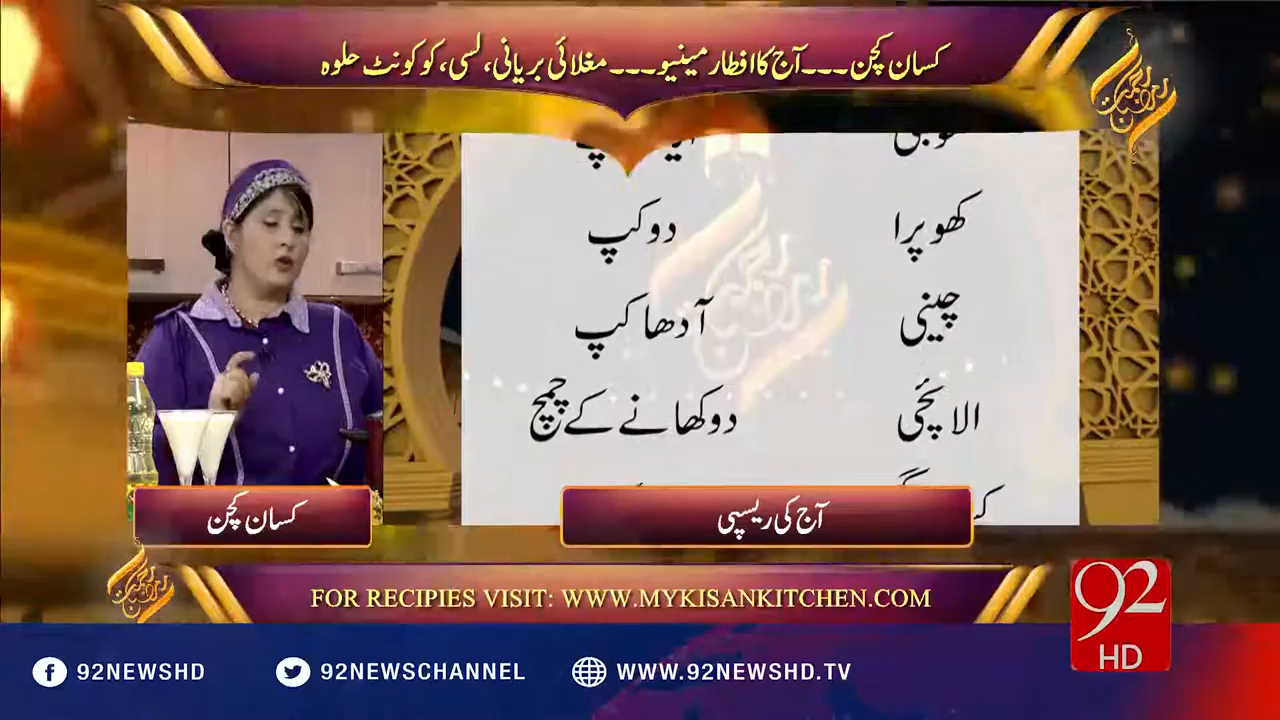 کسان کچن۔۔۔آج کا افطار مینیو۔۔۔مغلائی بریانی، لسی، کوکونٹ حلوہ
کھوپرا دو کپ
چینی آدھا کپ
الائچی دو کھانے کے چمچ
آج کی ریسپی
کسان کچن
FOR RECIPIES VISIT: WWW.MYKISANKITCHEN.COM
92 HD
92NEWSHD 92NEWSCHANNEL WWW.92NEWSHD.TV